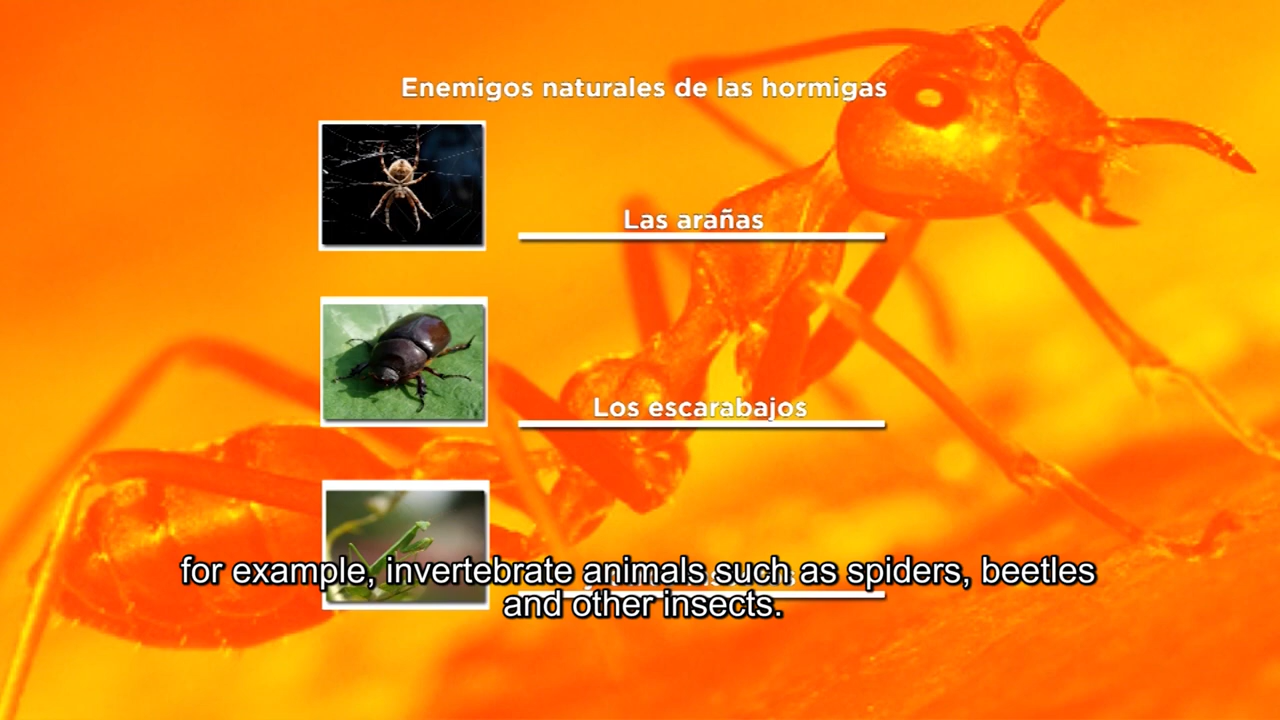 Enemigos naturales de las hormigas
Las arañas
Los escarabajos
for example, invertebrate animals such as spiders, beetles
and other insects.